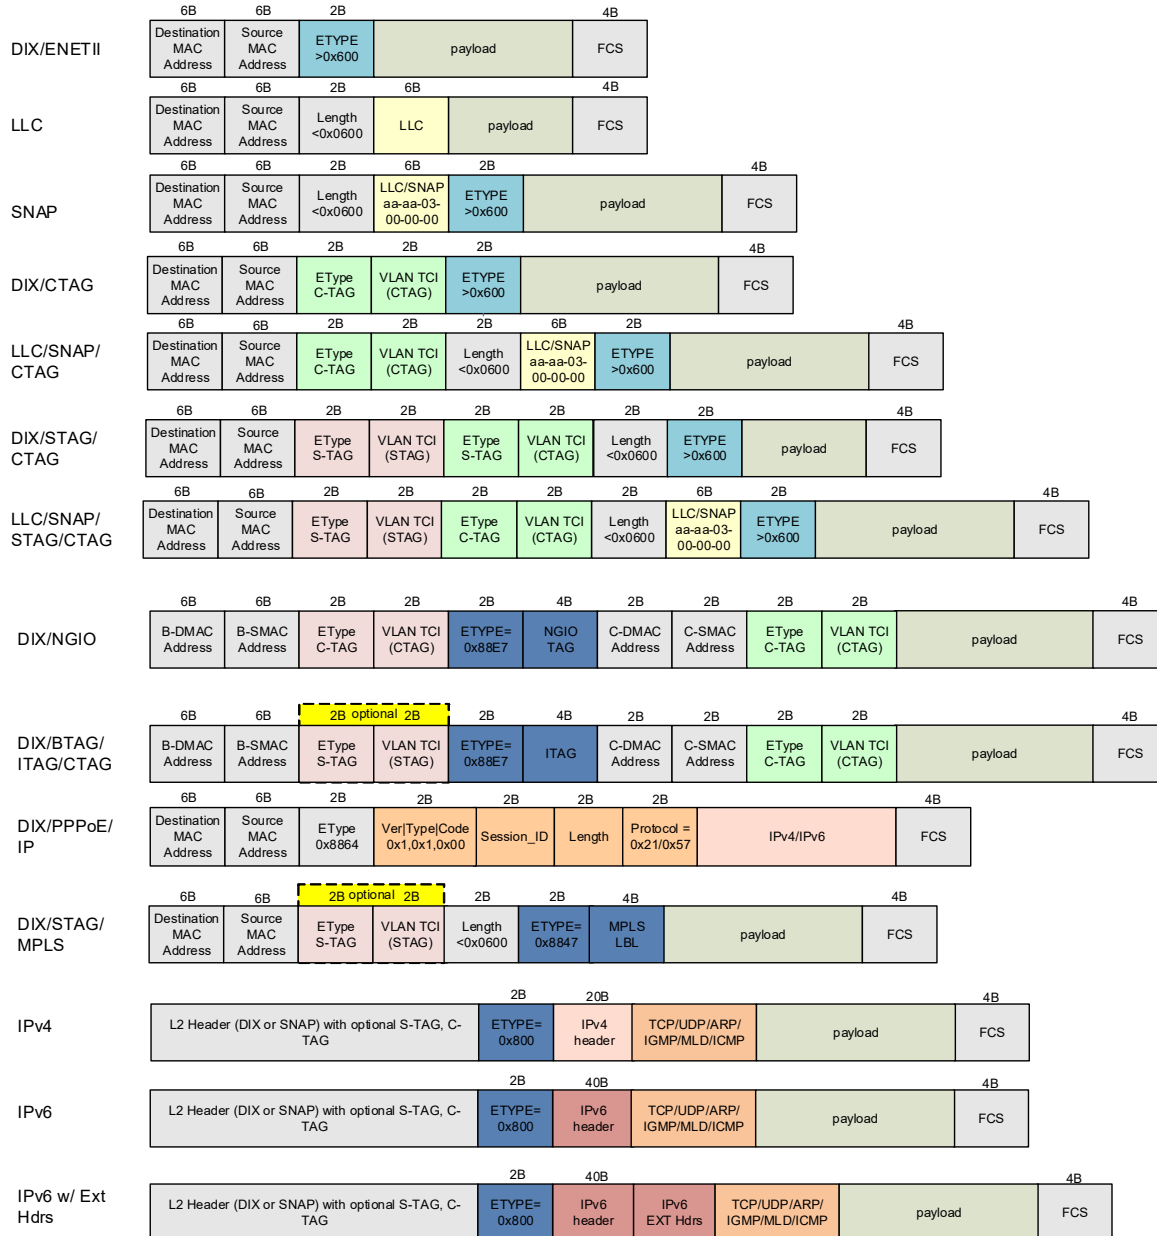 6B 6B 2B 4B
DIX/ENETII
Destination MAC Address
Source MAC Address
ETYPE >0x600
payload
FCS
6B 6B 2B 6B 4B
LLC
Destination MAC Address
Source MAC Address
Length <0x0600
LLC
payload
FCS
6B 6B 2B 6B 2B 4B
SNAP
Destination MAC Address
Source MAC Address
Length <0x0600
LLC/SNAP aa-aa-03-00-00-00
ETYPE >0x600
payload
FCS
6B 6B 2B 2B 2B 4B
DIX/CTAG
Destination MAC Address
Source MAC Address
EType C-TAG
VLAN TCI (CTAG)
ETYPE >0x600
payload
FCS
6B 6B 2B 2B 2B 6B 2B 4B
LLC/SNAP/ CTAG
Destination MAC Address
Source MAC Address
EType C-TAG
VLAN TCI (CTAG)
Length <0x0600
LLC/SNAP aa-aa-03-00-00-00
ETYPE >0x600
payload
FCS
6B 6B 2B 2B 2B 2B 2B 2B 4B
DIX/STAG/ CTAG
Destination MAC Address
Source MAC Address
EType S-TAG
VLAN TCI (STAG)
EType S-TAG
VLAN TCI (CTAG)
Length <0x0600
ETYPE >0x600
payload
FCS
6B 6B 2B 2B 2B 2B 2B 6B 2B 4B
LLC/SNAP/ STAG/CTAG
Destination MAC Address
Source MAC Address
EType S-TAG
VLAN TCI (STAG)
EType C-TAG
VLAN TCI (CTAG)
Length <0x0600
LLC/SNAP aa-aa-03-00-00-00
ETYPE >0x600
payload
FCS
6B 6B 2B 2B 2B 4B 2B 2B 2B 2B 4B
DIX/NGIO
B-DMAC Address
B-SMAC Address
EType C-TAG
VLAN TCI (CTAG)
ETYPE= 0x88E7
NGIO TAG
C-DMAC Address
C-SMAC Address
EType C-TAG
VLAN TCI (CTAG)
payload
FCS
6B 6B 2B optional 2B 2B 4B 2B 2B 2B 2B 4B
DIX/BTAG/ ITAG/CTAG
B-DMAC Address
B-SMAC Address
EType S-TAG
VLAN TCI (STAG)
ETYPE= 0x88E7
ITAG
C-DMAC Address
C-SMAC Address
EType C-TAG
VLAN TCI (CTAG)
payload
FCS
6B 6B 2B 2B 2B 2B 2B 4B
DIX/PPPoE/ IP
Destination MAC Address
Source MAC Address
EType 0x8864
Ver|Type|Code 0x1,0x1,0x00
Session_ID
Length
Protocol = 0x21/0x57
IPv4/IPv6
FCS
6B 6B 2B optional 2B 2B 2B 4B 4B
DIX/STAG/ MPLS
Destination MAC Address
Source MAC Address
EType S-TAG
VLAN TCI (STAG)
Length <0x0600
ETYPE= 0x8847
MPLS LBL
payload
FCS
2B 20B 4B
IPv4
L2 Header (DIX or SNAP) with optional S-TAG, C-TAG
ETYPE= 0x800
IPv4 header
TCP/UDP/ARP/ IGMP/MLD/ICMP
payload
FCS
2B 40B 4B
IPv6
L2 Header (DIX or SNAP) with optional S-TAG, C-TAG
ETYPE= 0x800
IPv6 header
TCP/UDP/ARP/ IGMP/MLD/ICMP
payload
FCS
2B 40B 4B
IPv6 w/ Ext Hdrs
L2 Header (DIX or SNAP) with optional S-TAG, C-TAG
ETYPE= 0x800
IPv6 header
IPv6 EXT Hdrs
TCP/UDP/ARP/ IGMP/MLD/ICMP
payload
FCS